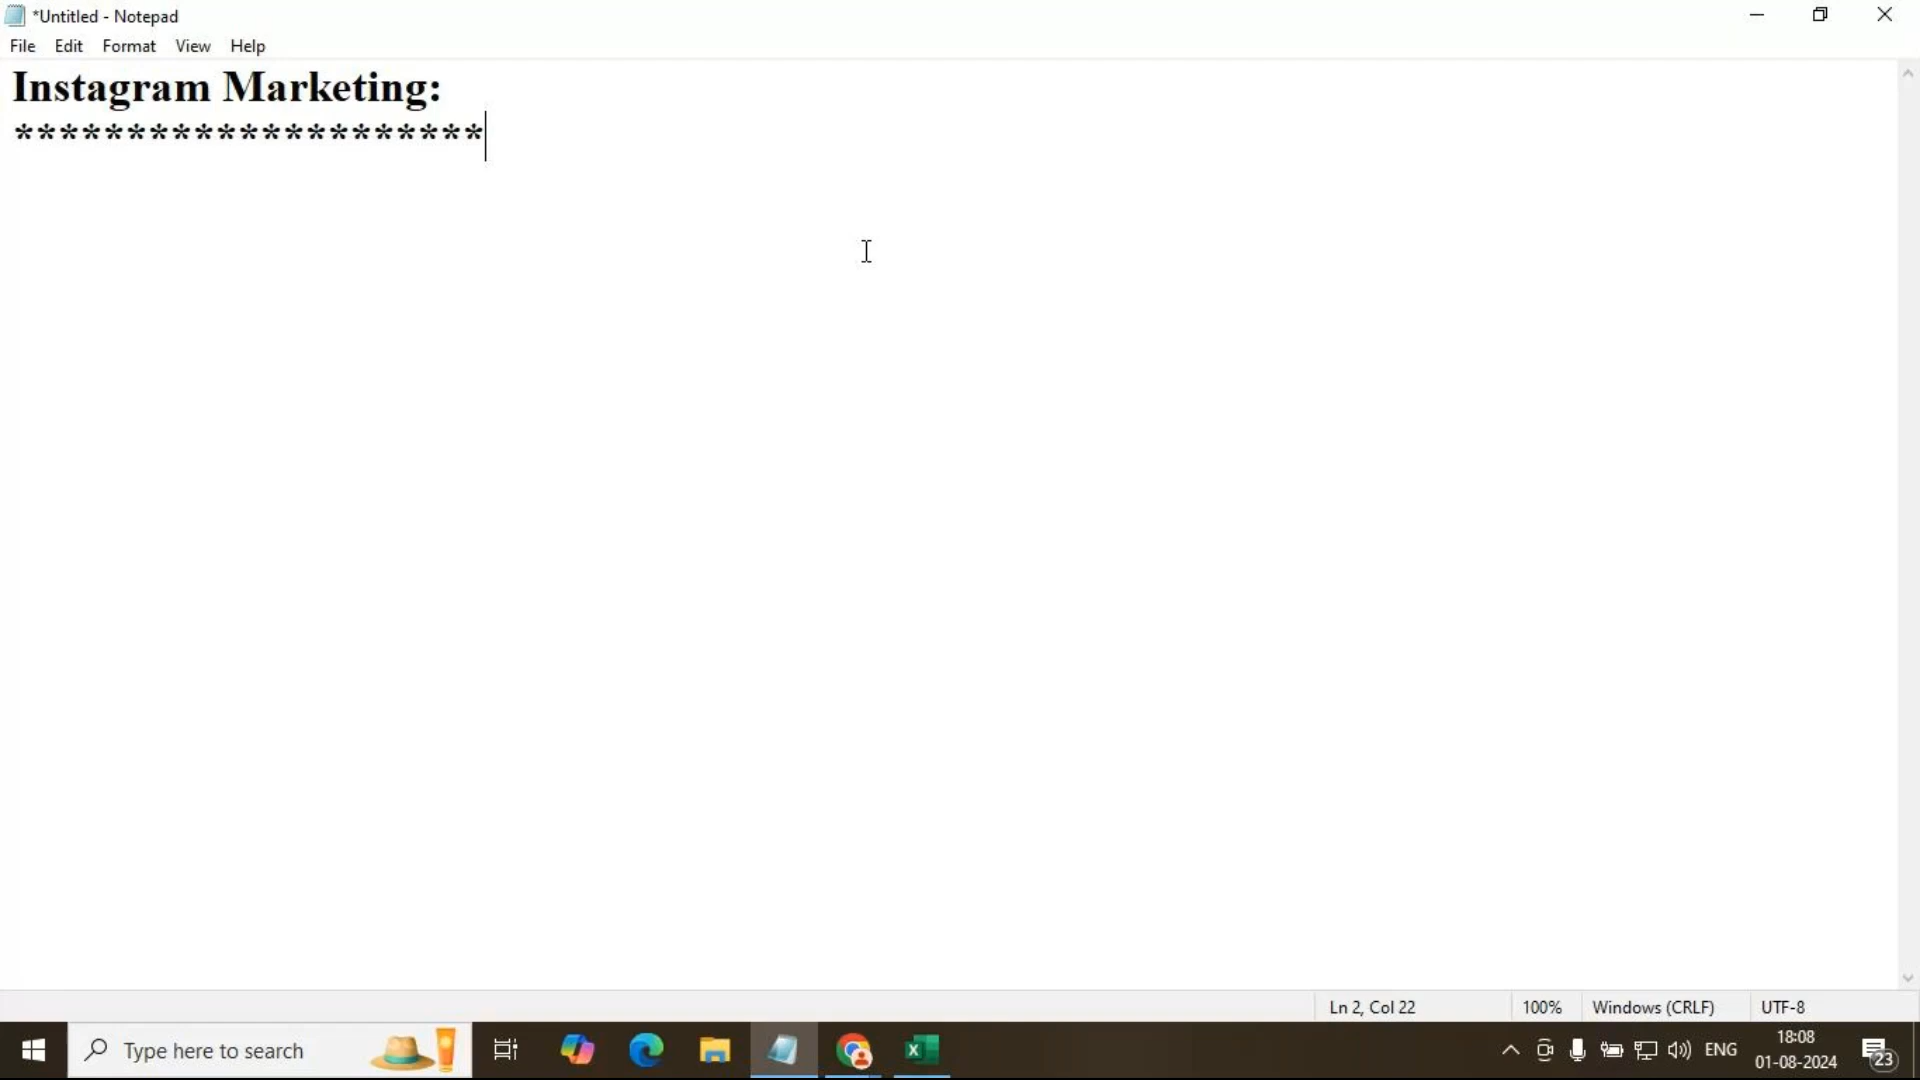 *Untitled - Notepad
File Edit Format View Help
Instagram Marketing:
*********************
Ln 2, Col 22 100% Windows (CRLF) UTF-8
Type here to search
ENG
18:08
01-08-2024
23